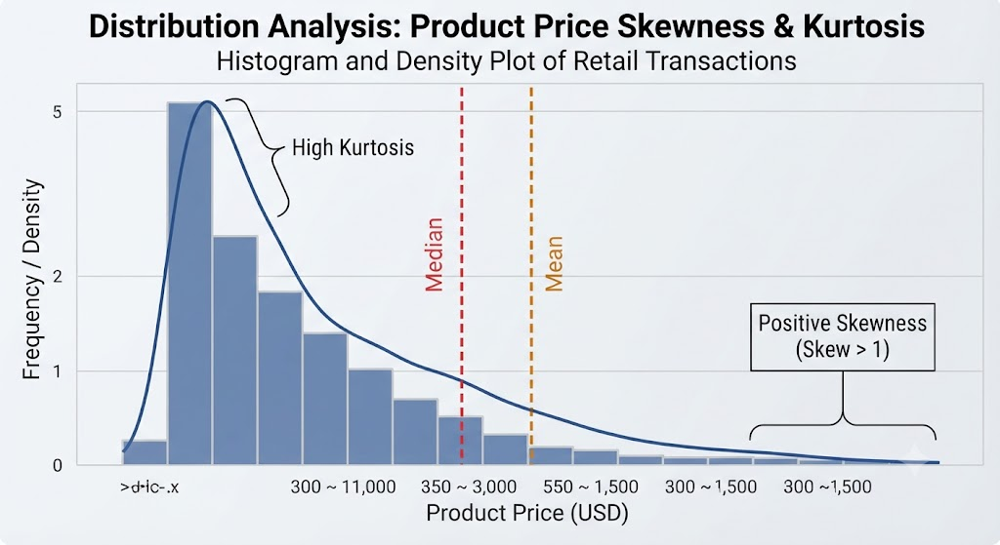 Distribution Analysis: Product Price Skewness & Kurtosis
Histogram and Density Plot of Retail Transactions
Frequency / Density
5
2
1
0
High Kurtosis
Median
Mean
Positive Skewness
(Skew > 1)
300 ~ 11,000 350 ~ 3,000 550 ~ 1,500 300 ~ 1,500 300 ~1,500
Product Price (USD)